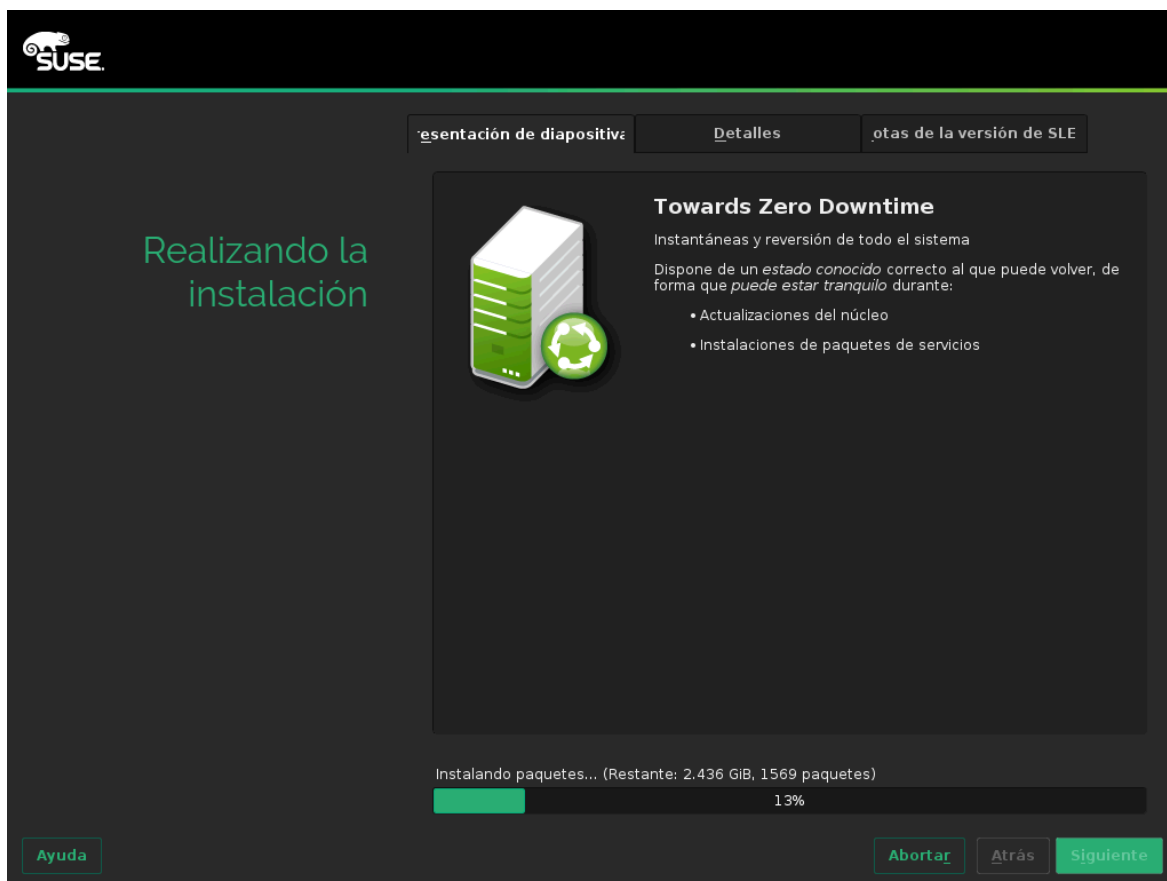 SUSE.
esentación de diapositiva
Detalles
otas de la versión de SLE
Realizando la
instalación
Towards Zero Downtime
Instantáneas y reversión de todo el sistema
Dispone de un estado conocido correcto al que puede volver, de
forma que puede estar tranquilo durante:
• Actualizaciones del núcleo
• Instalaciones de paquetes de servicios
Instalando paquetes... (Restante: 2.436 GiB, 1569 paquetes)
13%
Ayuda
Abortar
Atrás
Siguiente